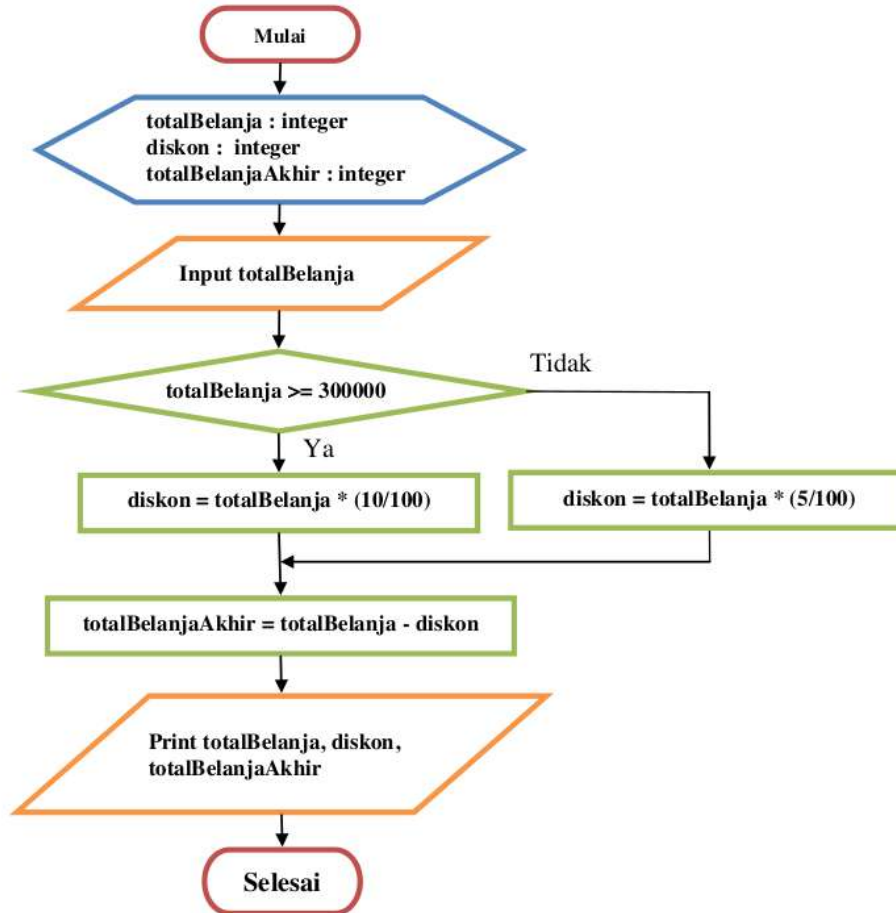 Mulai
totalBelanja : integer
diskon : integer
totalBelanjaAkhir : integer
Input totalBelanja
totalBelanja >= 300000
Tidak
Ya
diskon = totalBelanja * (10/100)
diskon = totalBelanja * (5/100)
totalBelanjaAkhir = totalBelanja - diskon
Print totalBelanja, diskon,
totalBelanjaAkhir
Selesai